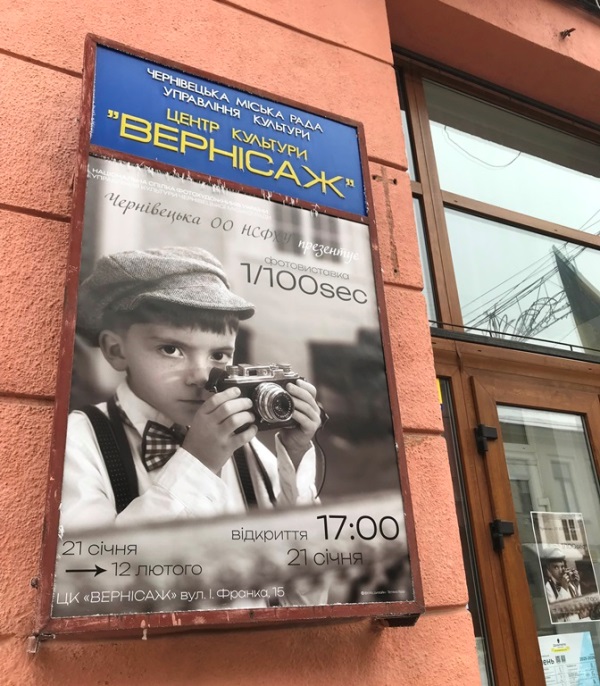 ЧЕРНІВЕЦЬКА МІСЬКА РАДА
УПРАВЛІННЯ КУЛЬТУРИ
ЦЕНТР КУЛЬТУРИ
"ВЕРНІСАЖ"
Чернівецька ОО НСФХУ презентує
фотовиставка
1/100sec
відкриття 17:00
21 січня
21 січня
→ 12 лютого
ЦК «ВЕРНІСАЖ» вул. І. Франка, 15